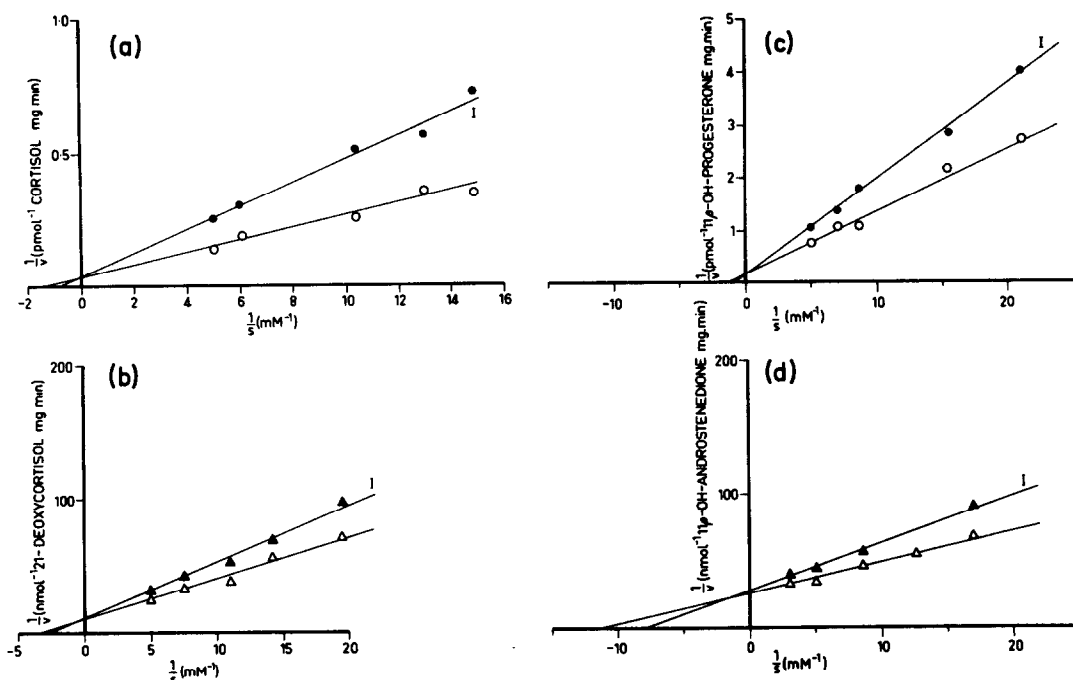 (a)
1·0
0·5
1/v (pmol⁻¹ CORTISOL mg min)
I
-2 0 2 4 6 8 10 12 14 16
1/s (mM⁻¹)
(c)
5
4
3
2
1
1/v (pmol⁻¹ 11β-OH-PROGESTERONE mg.min)
I
-10 0 10 20
1/s (mM⁻¹)
(b)
200
100
1/v (nmol⁻¹ 21-DEOXYCORTISOL mg min)
I
-5 0 5 10 15 20
1/s (mM⁻¹)
(d)
200
100
1/v (nmol⁻¹ 11β-OH-ANDROSTENEDIONE mg.min)
I
-10 0 10 20
1/s (mM⁻¹)